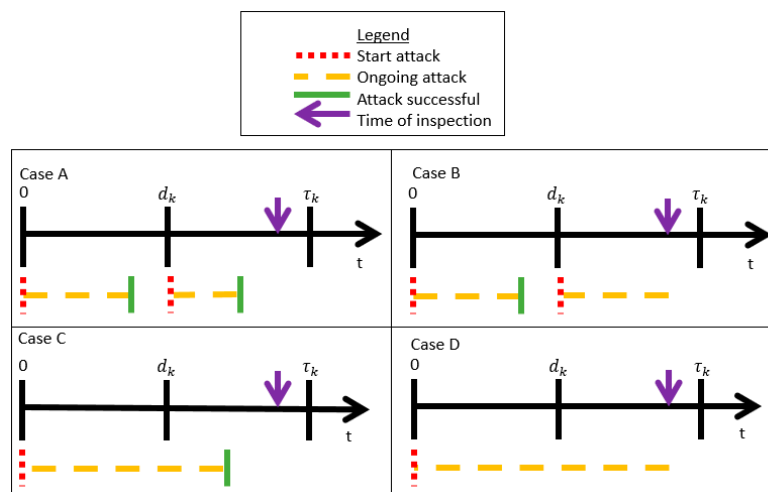 Legend
Start attack
Ongoing attack
Attack successful
Time of inspection
Case A
0
d_k
τ_k
t
Case B
0
d_k
τ_k
t
Case C
0
d_k
τ_k
t
Case D
0
d_k
τ_k
t